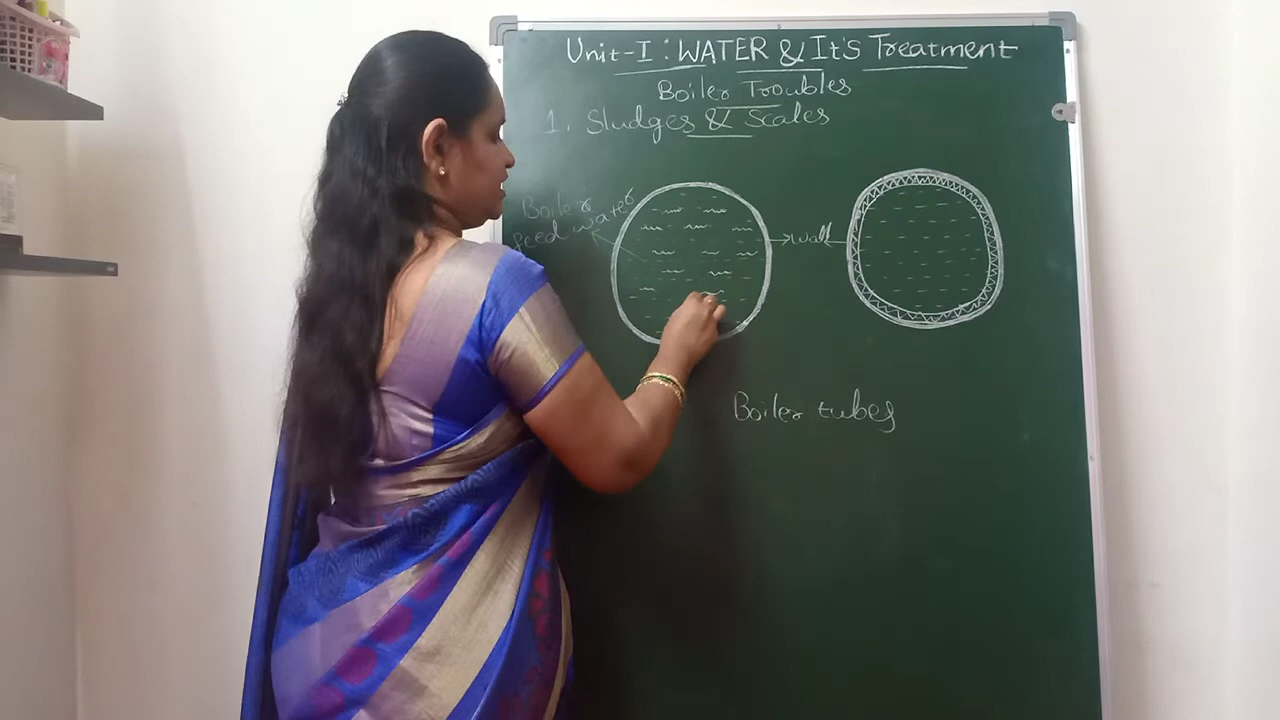 Unit-I: WATER & It's Treatment
Boiler Troubles
1. Sludges & Scales
Boiler
feed water
wall
Boiler tubes